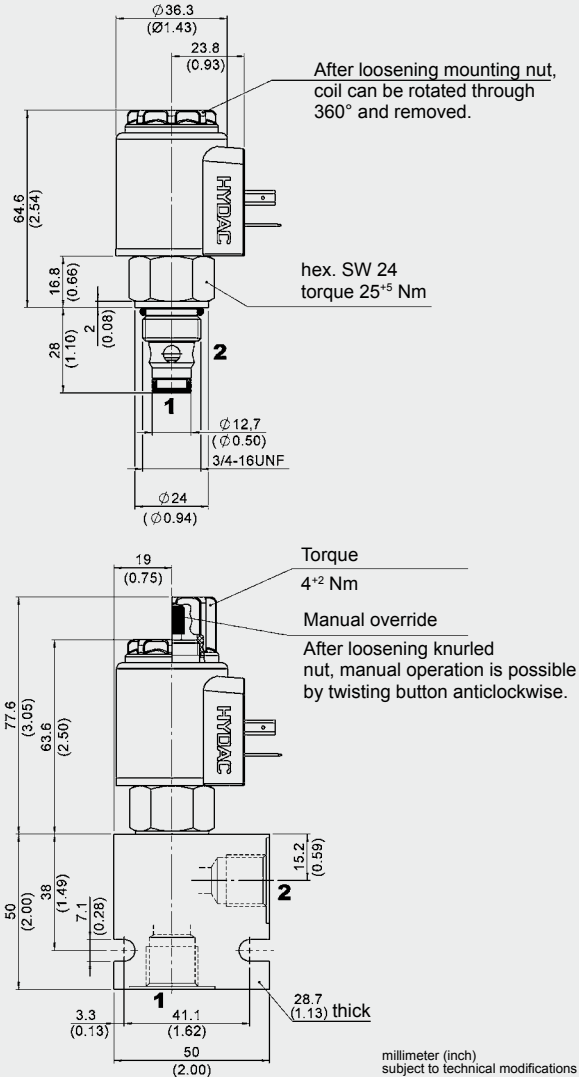 ∅36.3
(Ø1.43)
23.8
(0.93)
After loosening mounting nut,
coil can be rotated through
360° and removed.
64.6
(2.54)
HYDAC
16.8
(0.66)
hex. SW 24
torque 25+5 Nm
2
(0.08)
28
(1.10)
2
1
∅12,7
(∅0.50)
3/4-16UNF
∅24
(∅0.94)
19
(0.75)
Torque
4+2 Nm
Manual override
After loosening knurled
nut, manual operation is possible
by twisting button anticlockwise.
77.6
(3.05)
63.6
(2.50)
HYDAC
15.2
(0.59)
50
(2.00)
38
(1.49)
7.1
(0.28)
2
1
3.3
(0.13)
41.1
(1.62)
28.7
(1.13) thick
50
(2.00)
millimeter (inch)
subject to technical modifications